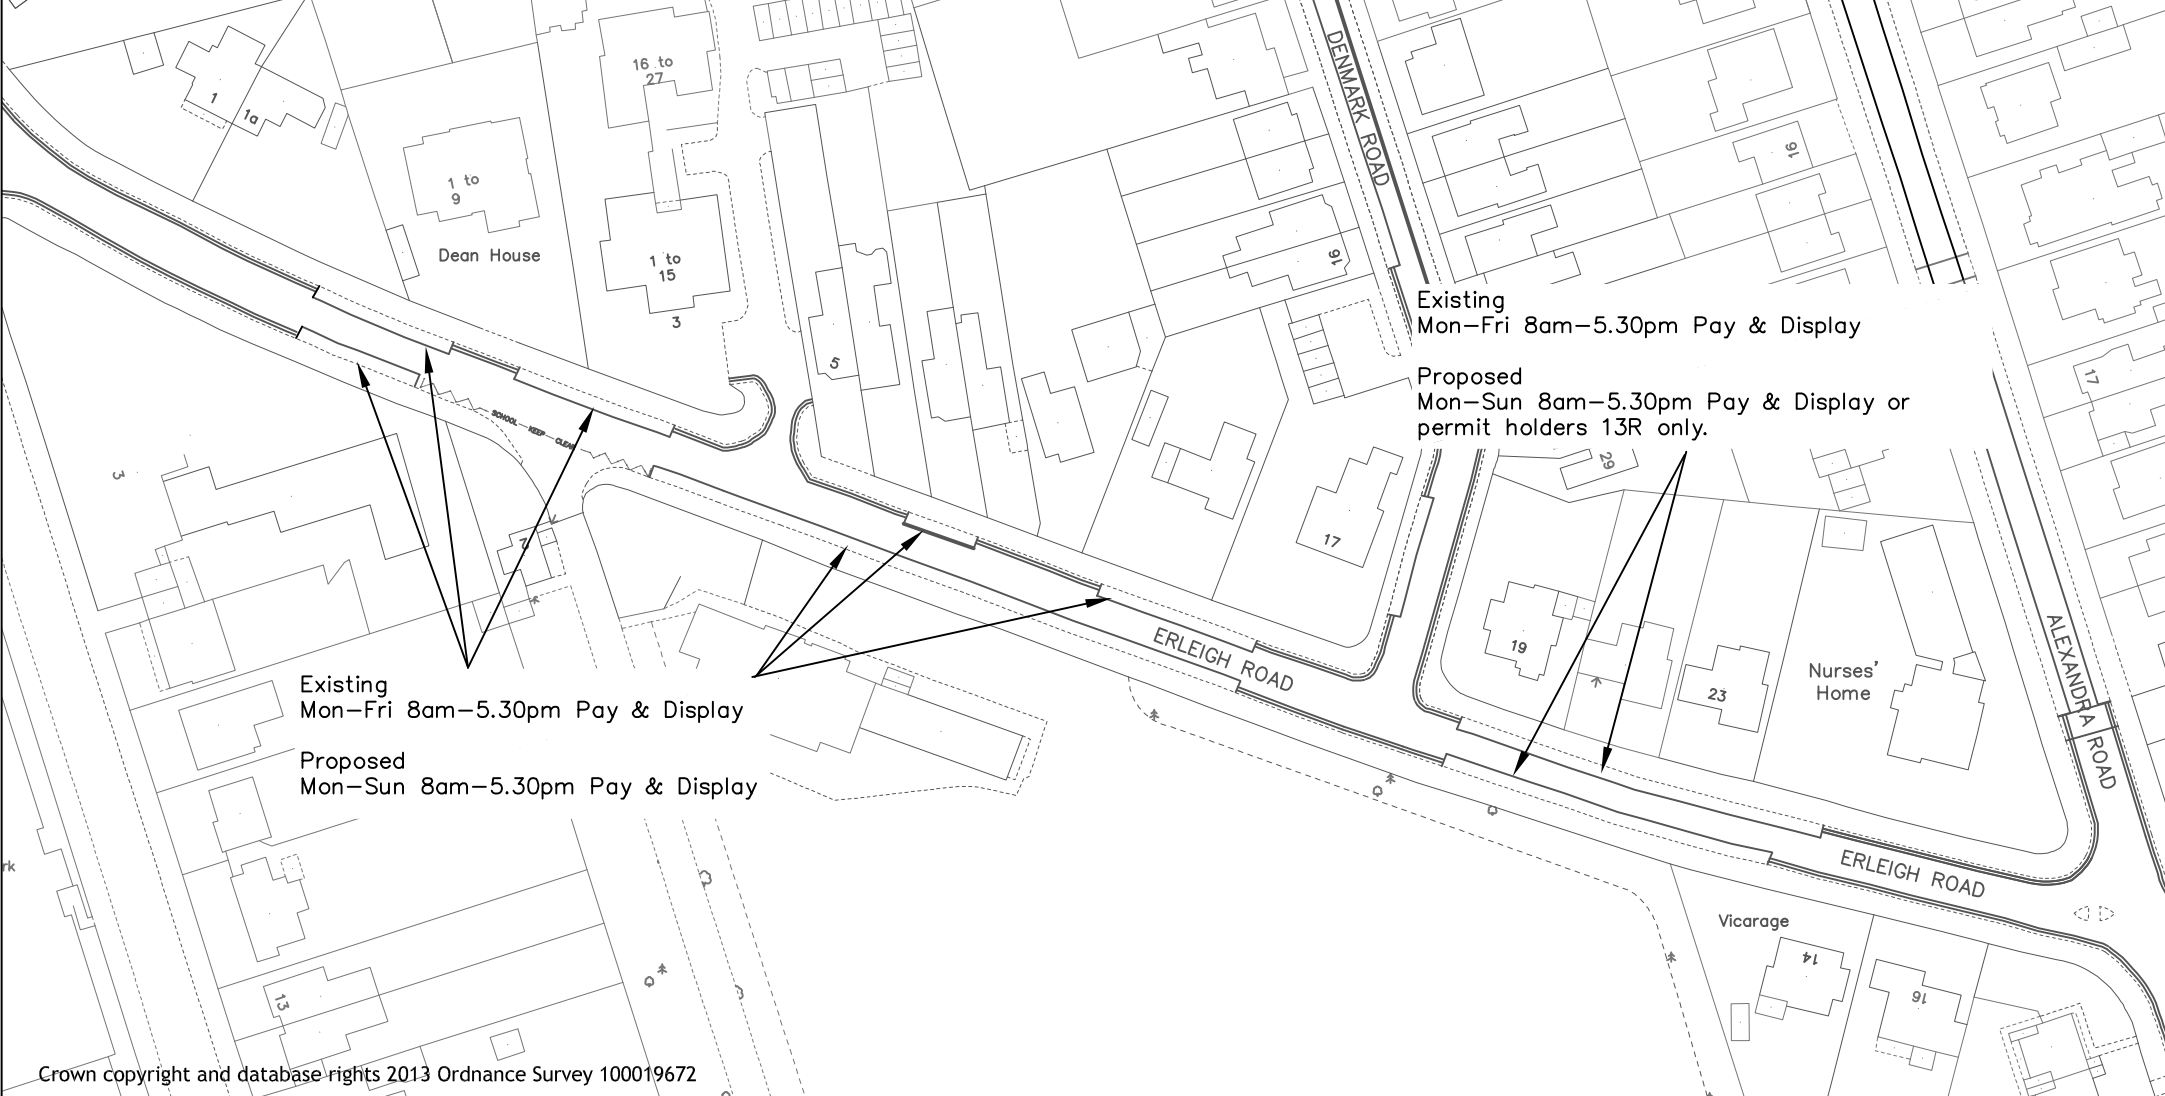 1
1a
16 to
27
1 to
9
Dean House
1 to
15
3
5
DENMARK ROAD
16
16
17
Existing
Mon-Fri 8am-5.30pm Pay & Display
Proposed
Mon-Sun 8am-5.30pm Pay & Display or
permit holders 13R only.
29
SCHOOL KEEP CLEAR
3
2
17
19
23
Nurses'
Home
ALEXANDRA ROAD
ERLEIGH ROAD
Existing
Mon-Fri 8am-5.30pm Pay & Display
Proposed
Mon-Sun 8am-5.30pm Pay & Display
ERLEIGH ROAD
rk
Vicarage
14
16
13
Crown copyright and database rights 2013 Ordnance Survey 100019672